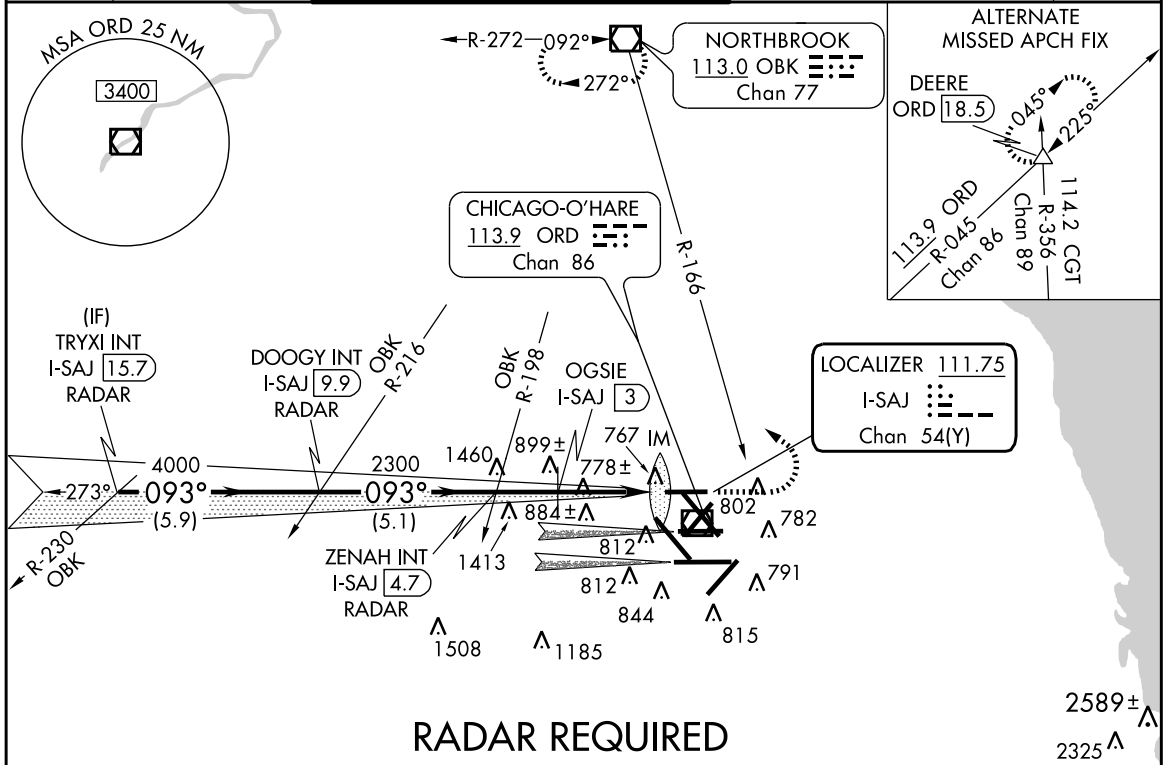 MSA ORD 25 NM
3400
R-272
092°
272°
NORTHBROOK
113.0 OBK
Chan 77
ALTERNATE
MISSED APCH FIX
DEERE
ORD 18.5
045°
225°
113.9 ORD
R-045
Chan 86
114.2 CGT
R-356
Chan 89
CHICAGO-O'HARE
113.9 ORD
Chan 86
R-166
(IF)
TRYXI INT
I-SAJ 15.7
RADAR
DOOGY INT
I-SAJ 9.9
RADAR
OBK
R-216
OBK
R-198
OGSIE
I-SAJ 3
LOCALIZER 111.75
I-SAJ
Chan 54(Y)
1460
899±
767
IM
778±
4000
2300
273°
093°
093°
(5.9)
(5.1)
884±
802
782
R-230
OBK
ZENAH INT
I-SAJ 4.7
RADAR
1413
812
812
791
844
815
1508
1185
RADAR REQUIRED
2589±
2325